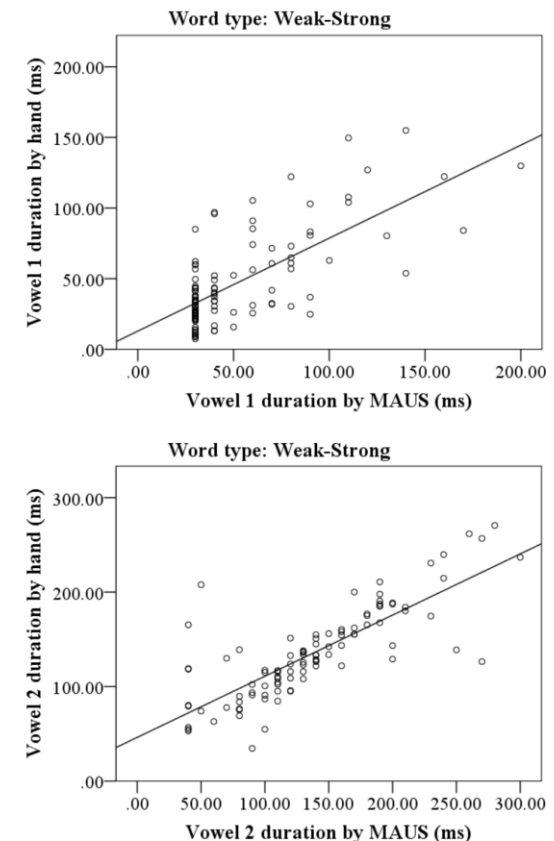 Word type: Weak-Strong
Vowel 1 duration by hand (ms)
200.00
150.00
100.00
50.00
.00
.00 50.00 100.00 150.00 200.00
Vowel 1 duration by MAUS (ms)
Word type: Weak-Strong
Vowel 2 duration by hand (ms)
300.00
200.00
100.00
.00
.00 50.00 100.00 150.00 200.00 250.00 300.00
Vowel 2 duration by MAUS (ms)